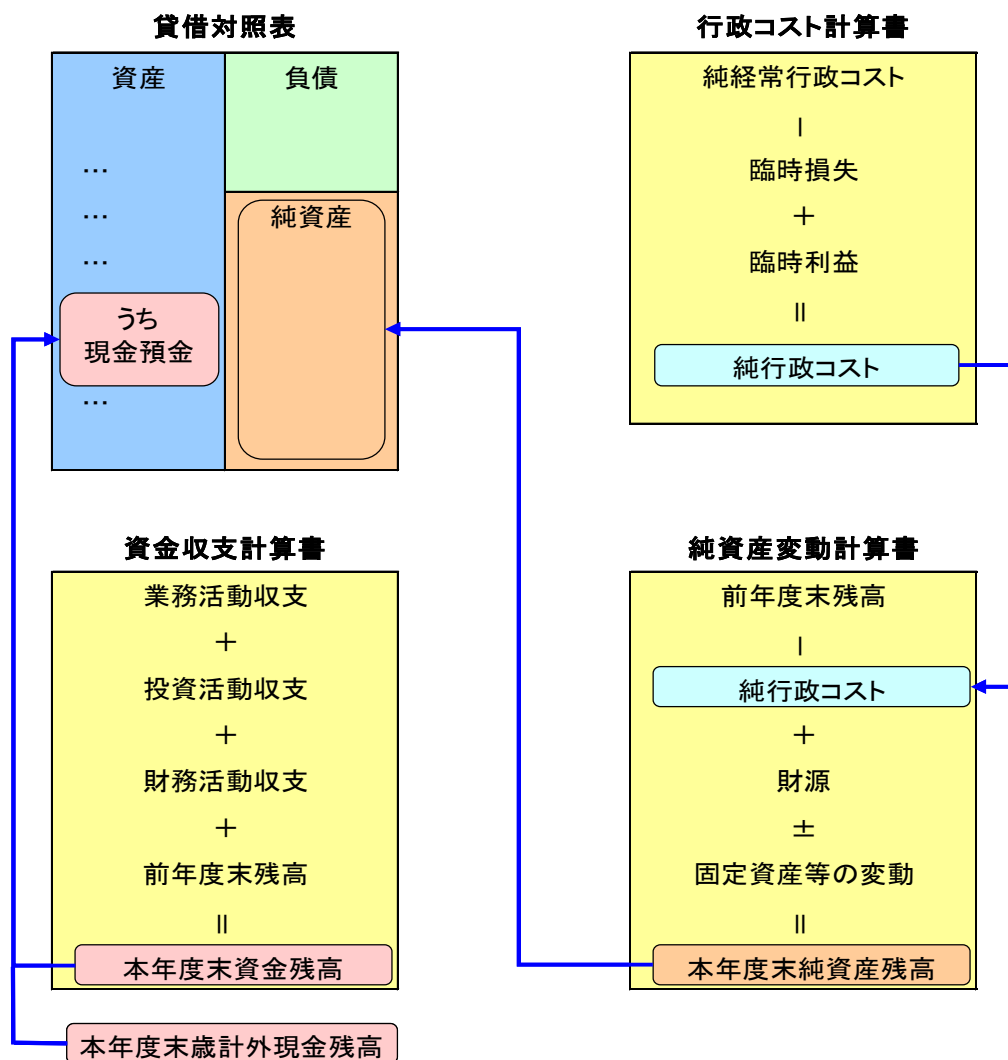 貸借対照表
資産
負債
…
…
…
うち
現金預金
…
純資産
行政コスト計算書
純経常行政コスト
－
臨時損失
＋
臨時利益
＝
純行政コスト
資金収支計算書
業務活動収支
＋
投資活動収支
＋
財務活動収支
＋
前年度末残高
＝
本年度末資金残高
本年度末歳計外現金残高
純資産変動計算書
前年度末残高
－
純行政コスト
＋
財源
±
固定資産等の変動
＝
本年度末純資産残高